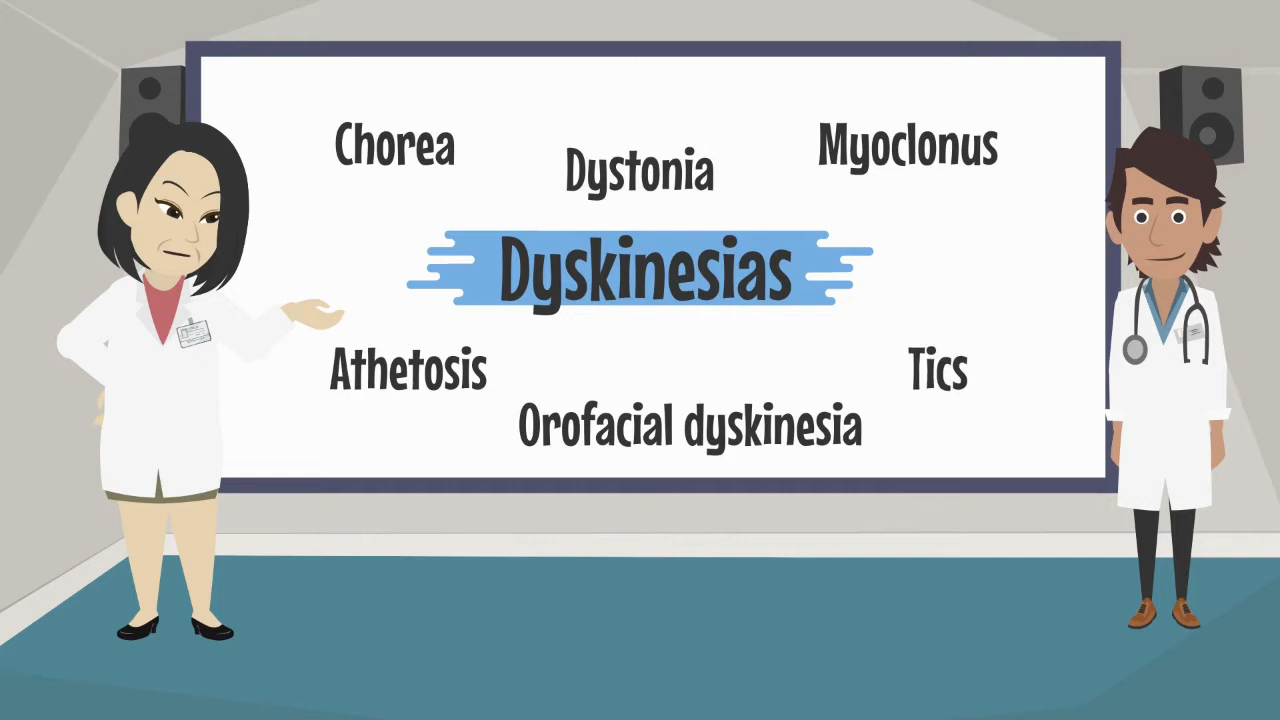 Chorea
Dystonia
Myoclonus
Dyskinesias
Athetosis
Tics
Orofacial dyskinesia